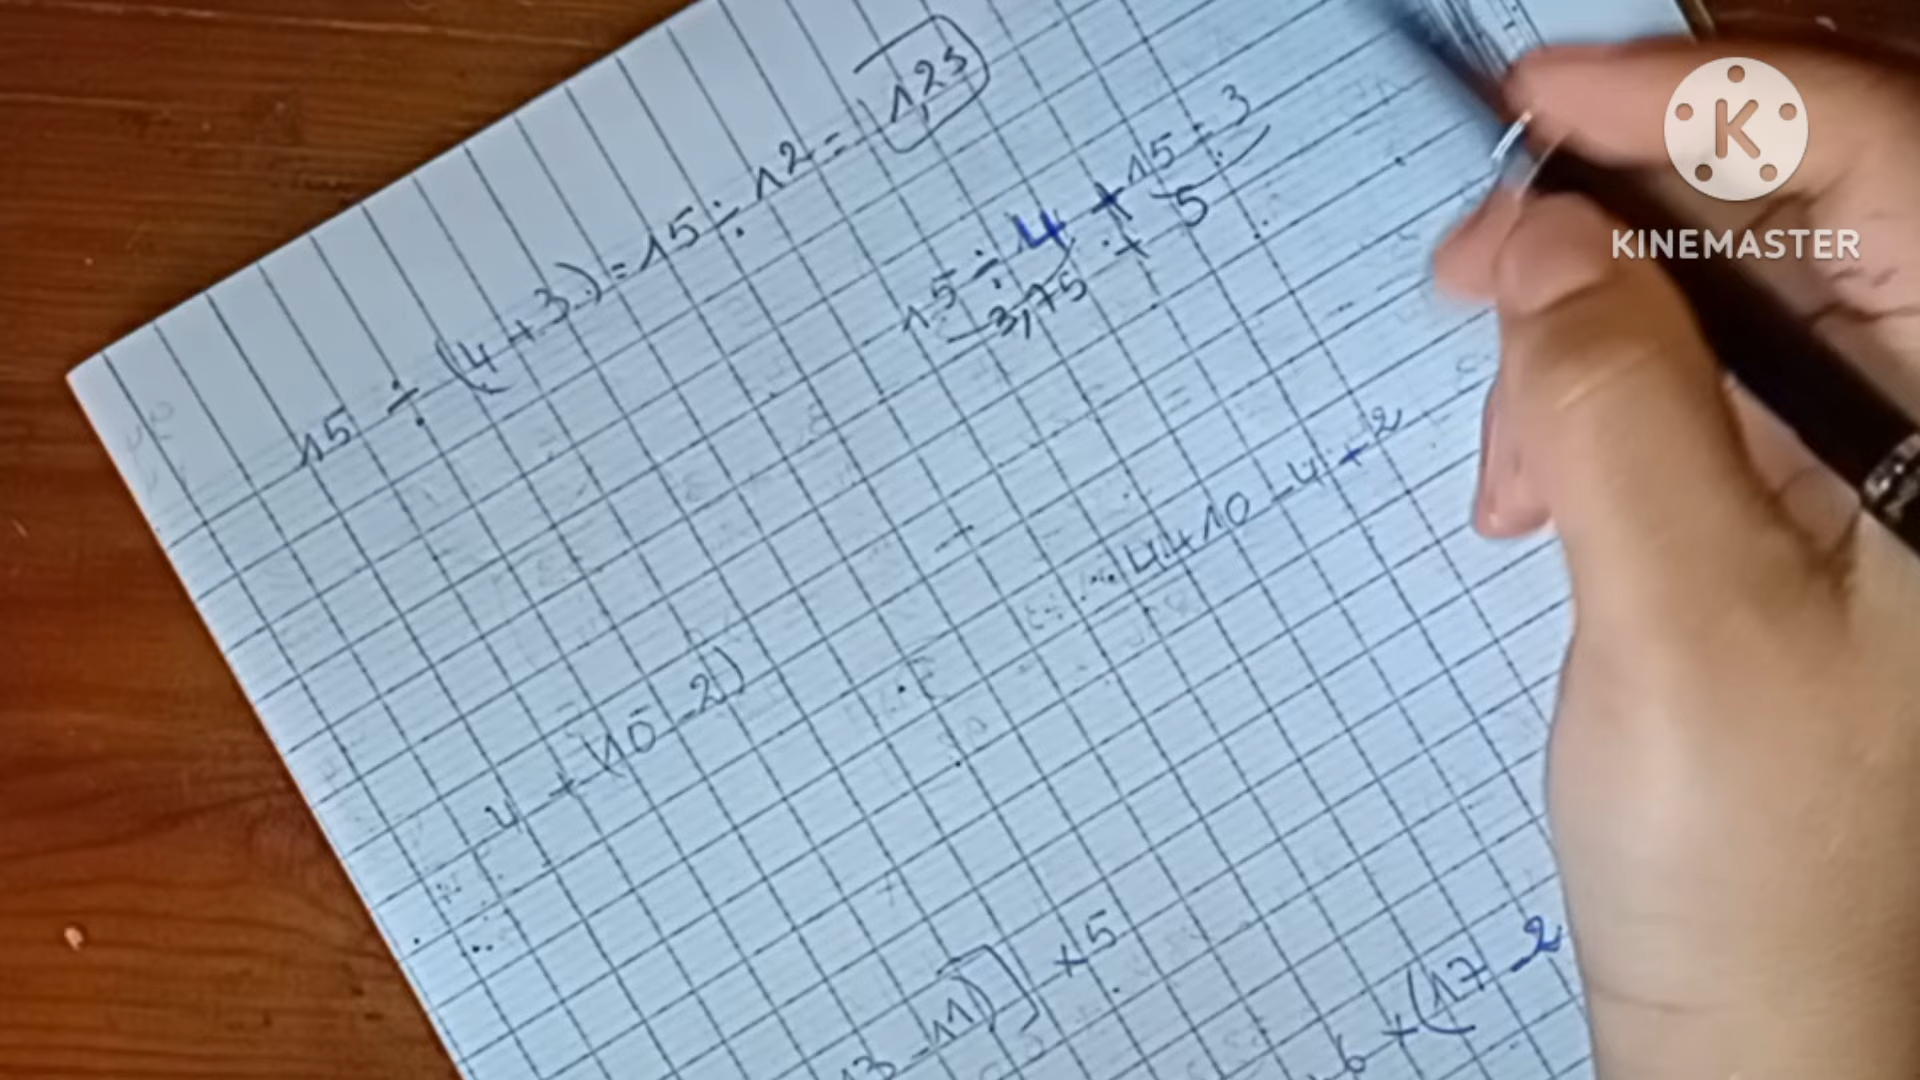 15 ÷ (4+3) = 15 ÷ 12 = 1,25
15 ÷ 4 + 15 ÷ 3
3,75 + 5
4+10-4+2
4 + (10-2)
13 - 11)] × 5
6 × (17 - 2
K
KINEMASTER